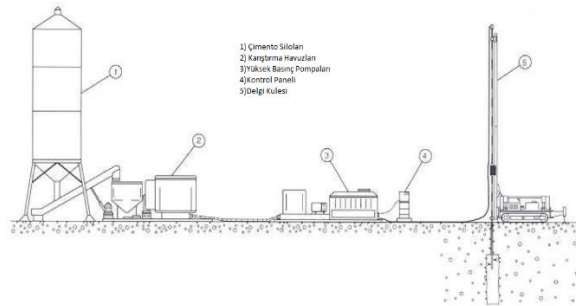 1) Çimento Siloları
2) Karıştırma Havuzları
3)Yüksek Basınç Pompaları
4)Kontrol Paneli
5)Delgi Kulesi
1
2
3
4
5